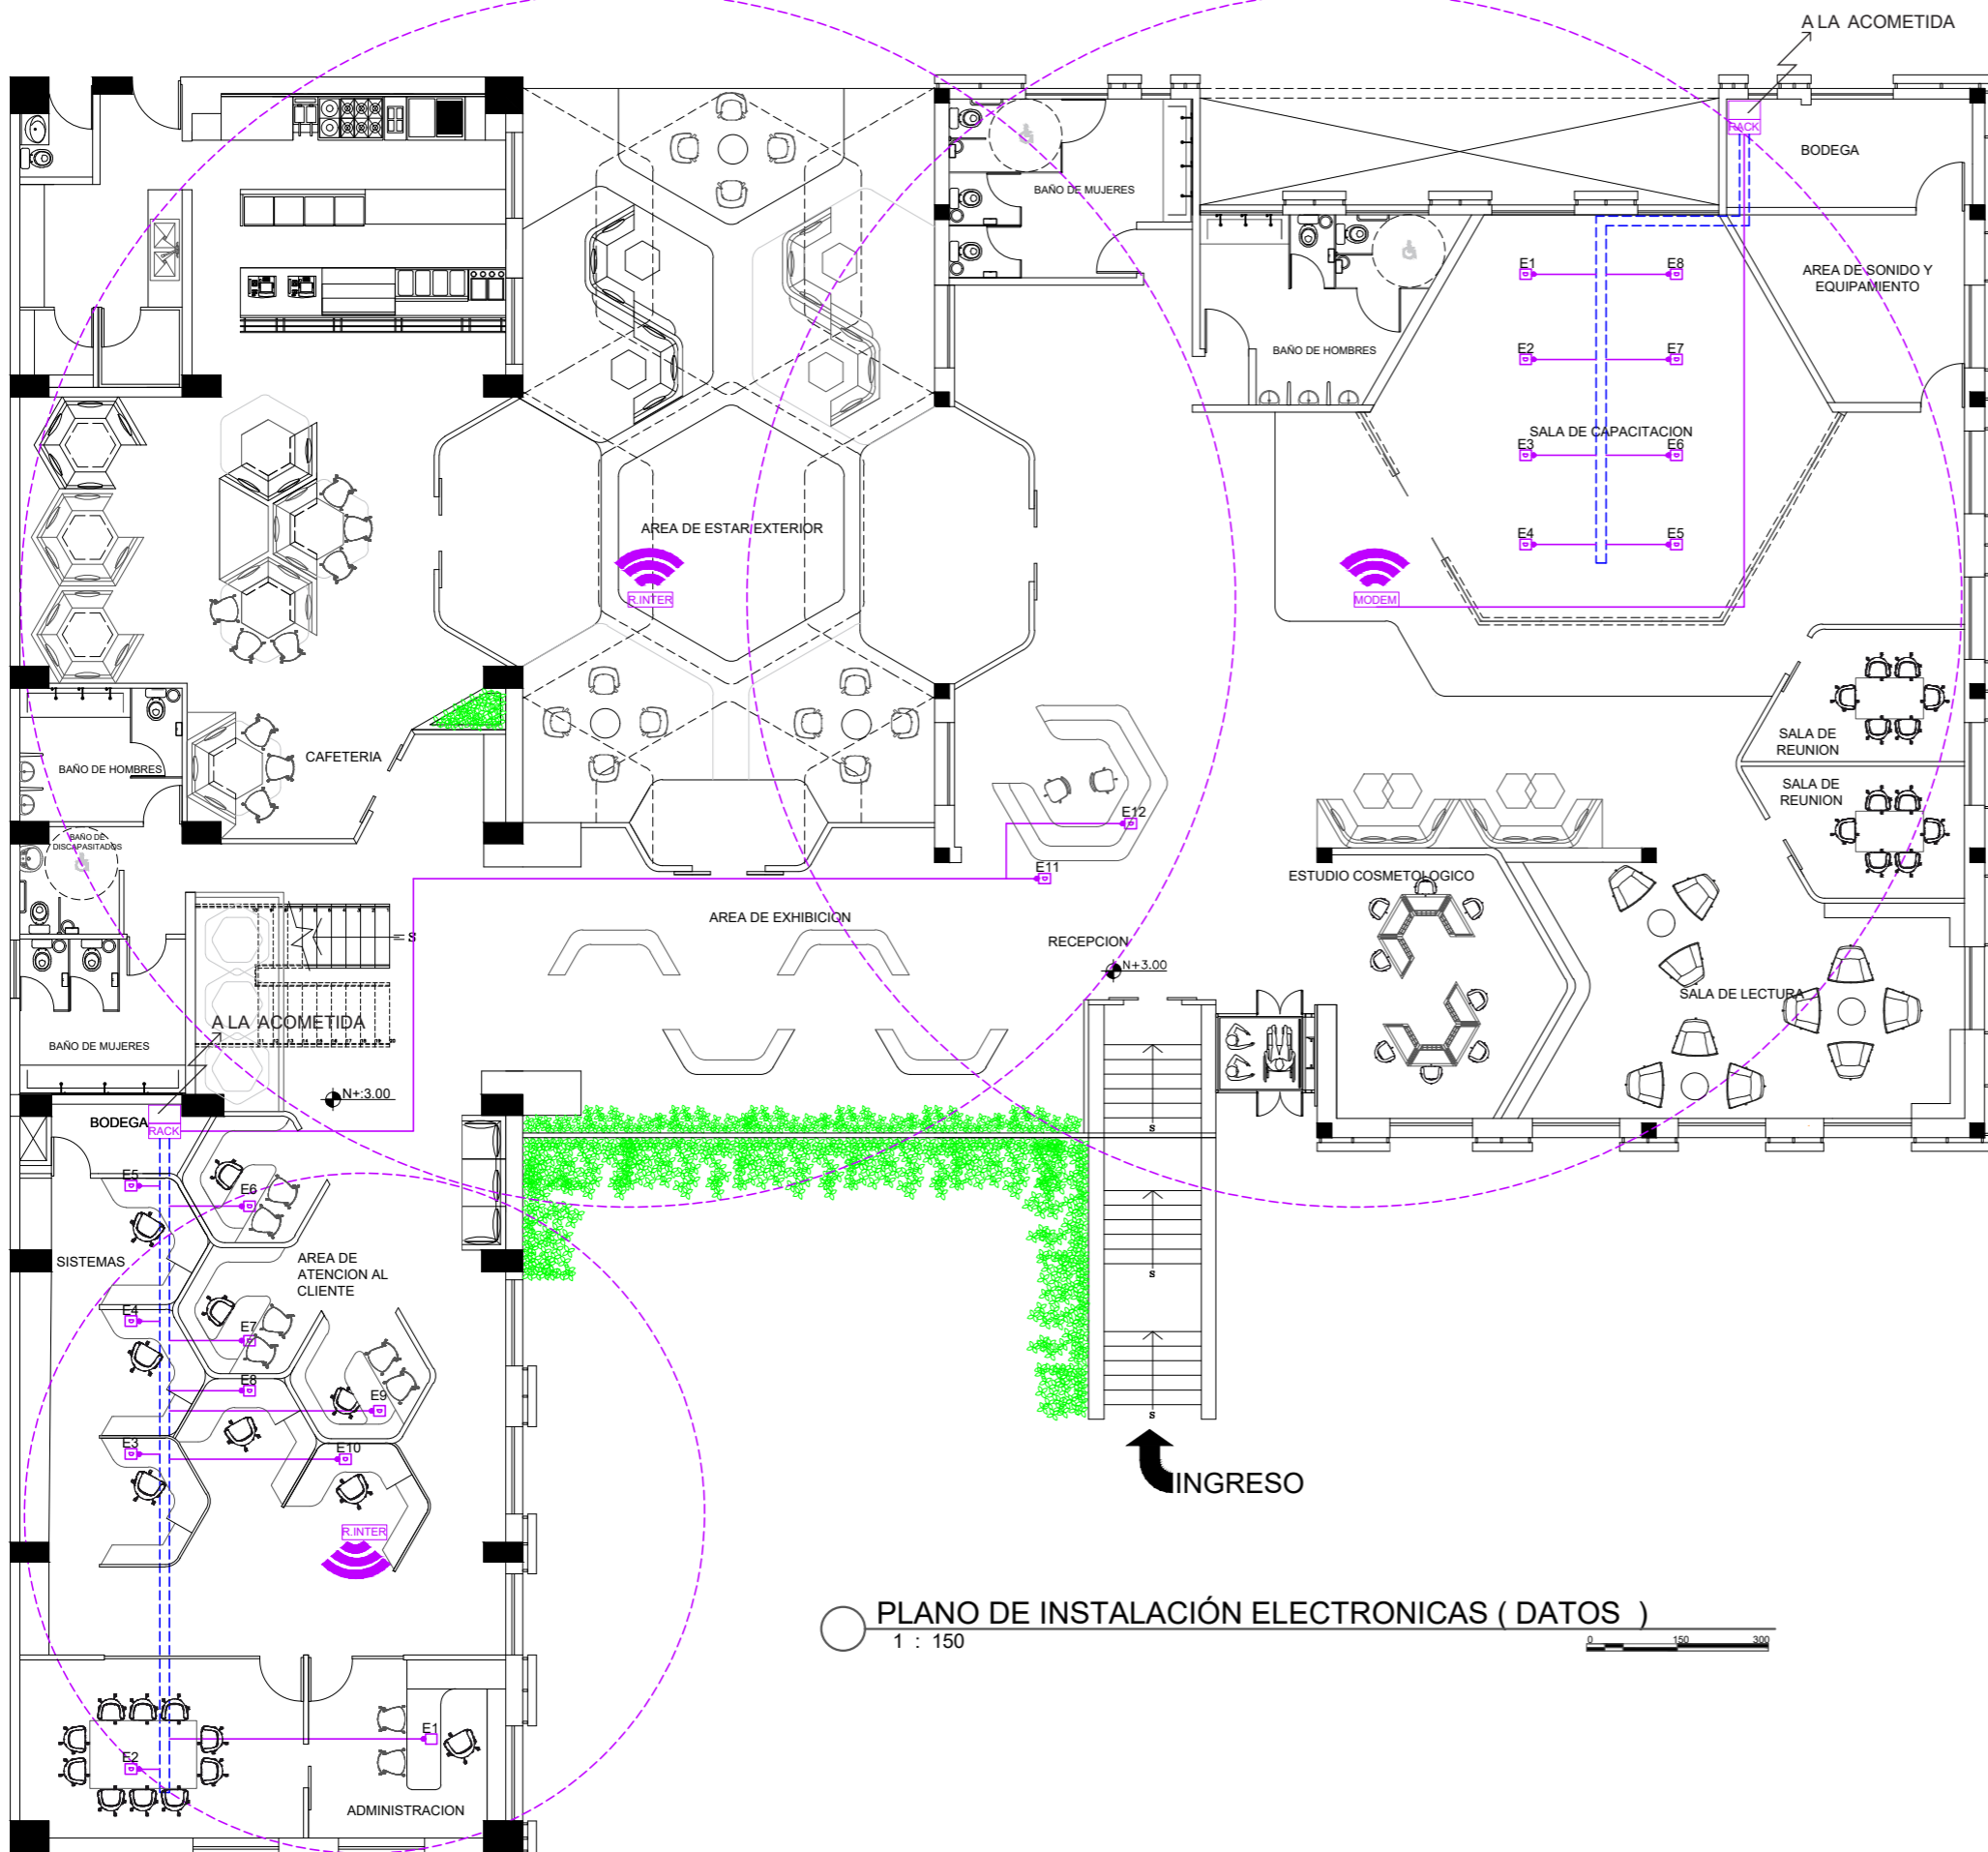 A LA ACOMETIDA
RACK
BODEGA
BAÑO DE MUJERES
E1
E8
AREA DE SONIDO Y
EQUIPAMIENTO
E2
E7
BAÑO DE HOMBRES
SALA DE CAPACITACION
E3
E6
E4
E5
AREA DE ESTAR EXTERIOR
R.INTER
MODEM
SALA DE
REUNION
SALA DE
REUNION
CAFETERIA
BAÑO DE HOMBRES
BAÑO DE
DISCAPASITADOS
E12
E11
ESTUDIO COSMETOLOGICO
AREA DE EXHIBICION
RECEPCION
N+3.00
S
SALA DE LECTURA
A LA ACOMETIDA
BAÑO DE MUJERES
N+:3.00
BODEGA
RACK
S
E5
E6
S
SISTEMAS
AREA DE
ATENCION AL
CLIENTE
E4
E7
E8
E9
S
E3
E10
INGRESO
R.INTER
PLANO DE INSTALACIÓN ELECTRONICAS ( DATOS )
1 : 150
0 150 300
E1
E2
ADMINISTRACION